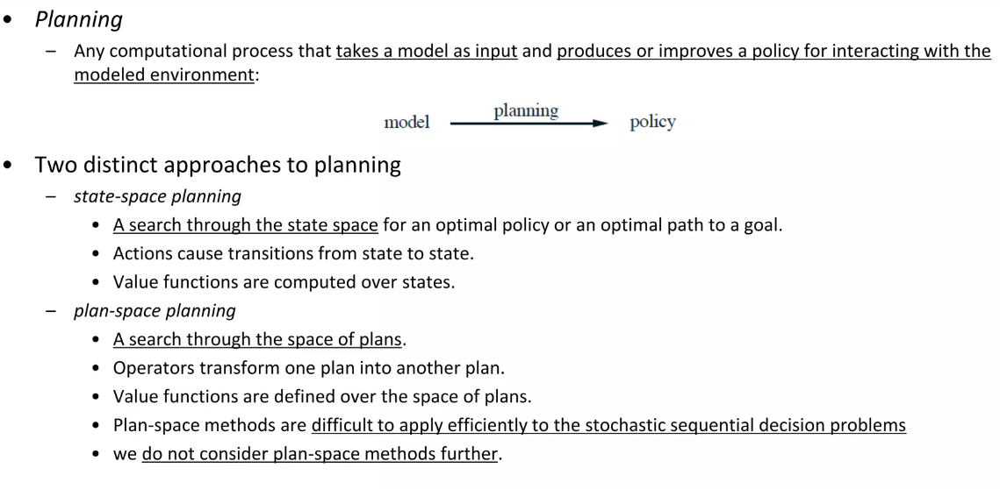 • Planning
– Any computational process that takes a model as input and produces or improves a policy for interacting with the
modeled environment:
planning
model policy
• Two distinct approaches to planning
– state-space planning
• A search through the state space for an optimal policy or an optimal path to a goal.
• Actions cause transitions from state to state.
• Value functions are computed over states.
– plan-space planning
• A search through the space of plans.
• Operators transform one plan into another plan.
• Value functions are defined over the space of plans.
• Plan-space methods are difficult to apply efficiently to the stochastic sequential decision problems
• we do not consider plan-space methods further.